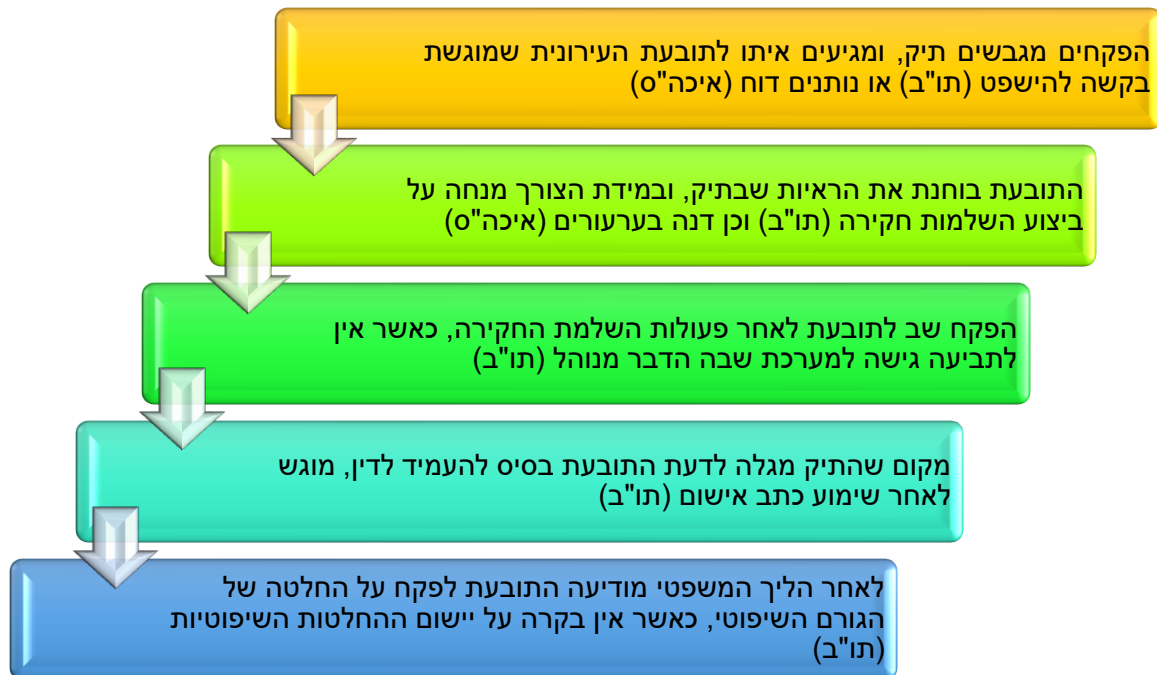 הפקחים מגבשים תיק, ומגיעים איתו לתובעת העירונית שמוגשת
בקשה להישפט (תו"ב) או נותנים דוח (איכה"ס)
התובעת בוחנת את הראיות שבתיק, ובמידת הצורך מנחה על
ביצוע השלמות חקירה (תו"ב) וכן דנה בערעורים (איכה"ס)
הפקח שב לתובעת לאחר פעולות השלמת החקירה, כאשר אין
לתביעה גישה למערכת שבה הדבר מנוהל (תו"ב)
מקום שהתיק מגלה לדעת התובעת בסיס להעמיד לדין, מוגש
לאחר שימוע כתב אישום (תו"ב)
לאחר הליך המשפטי מודיעה התובעת לפקח על החלטה של
הגורם השיפוטי, כאשר אין בקרה על יישום ההחלטות השיפוטיות
(תו"ב)